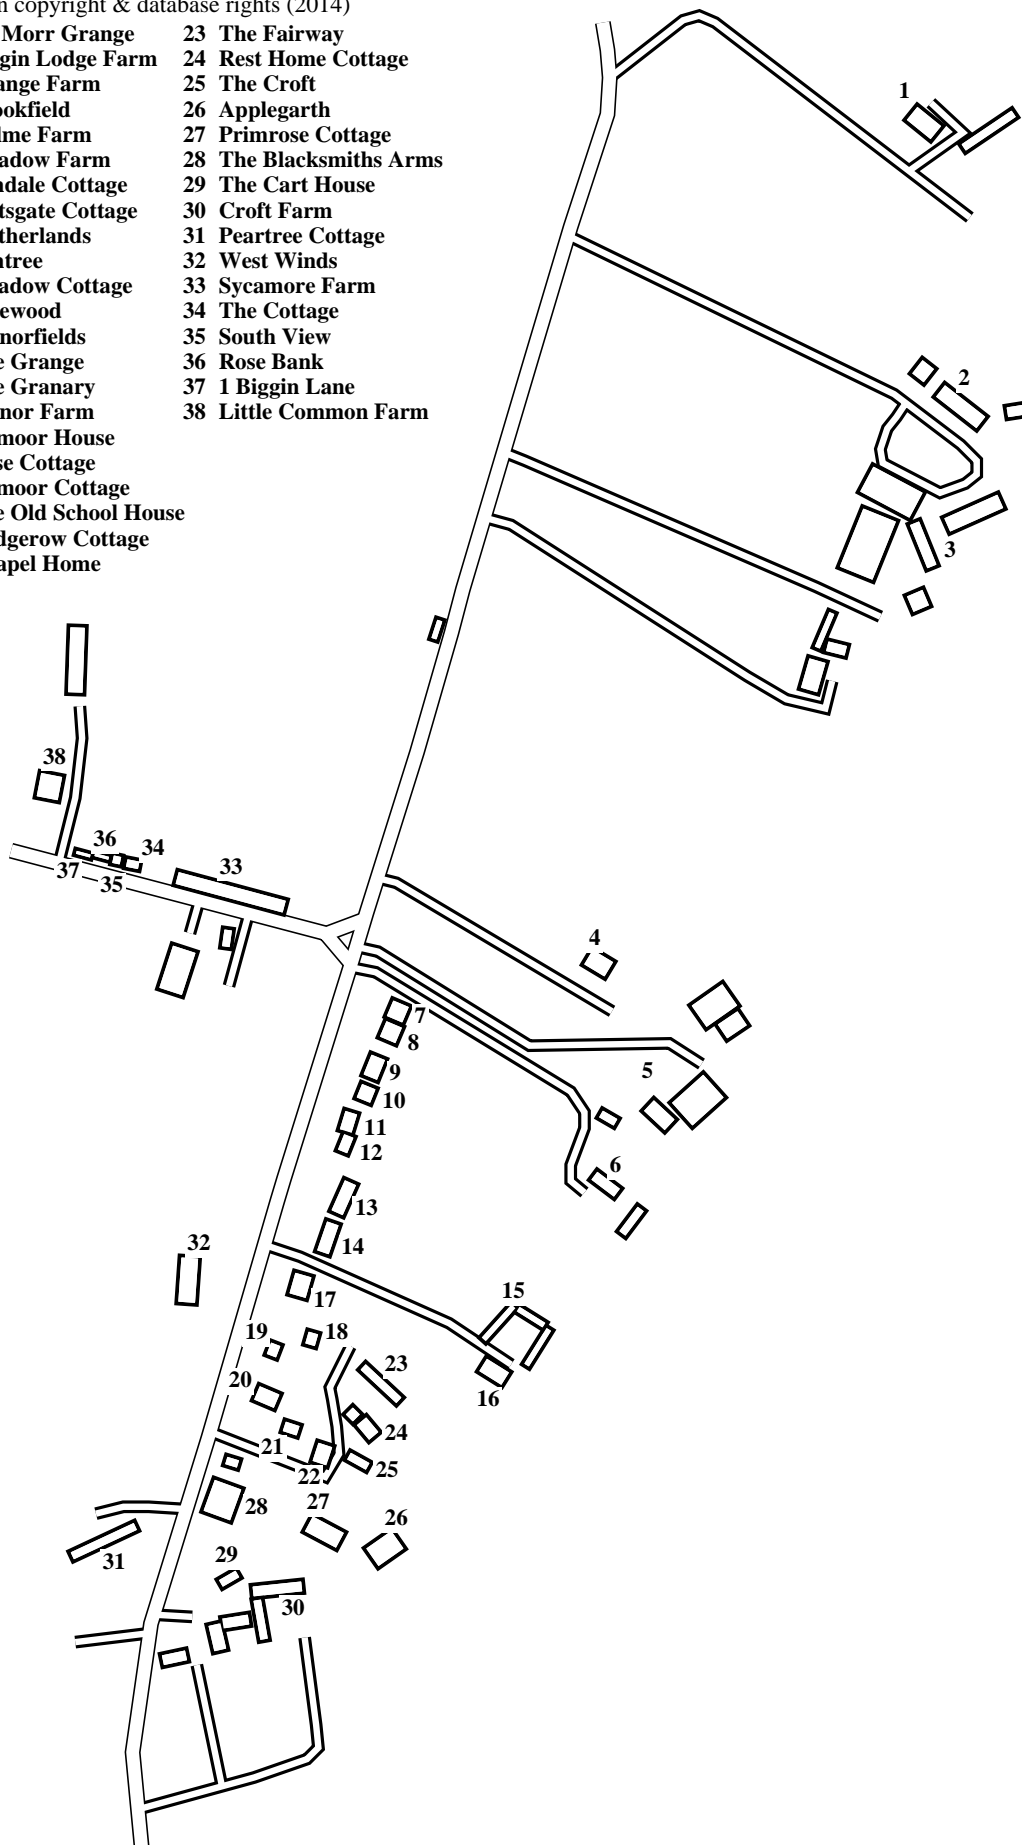 n copyright & database rights (2014)
Morr Grange
gin Lodge Farm
ange Farm
okfield
lme Farm
adow Farm
ndale Cottage
tsgate Cottage
therlands
ntree
adow Cottage
ewood
norfields
e Grange
e Granary
nor Farm
moor House
se Cottage
moor Cottage
e Old School House
dgerow Cottage
apel Home
23 The Fairway
24 Rest Home Cottage
25 The Croft
26 Applegarth
27 Primrose Cottage
28 The Blacksmiths Arms
29 The Cart House
30 Croft Farm
31 Peartree Cottage
32 West Winds
33 Sycamore Farm
34 The Cottage
35 South View
36 Rose Bank
37 1 Biggin Lane
38 Little Common Farm
1
2
3
38
36
34
37
35
33
4
7
8
5
9
10
11
12
6
13
14
32
15
17
19
18
23
20
16
24
21
22
25
28
27
26
31
29
30